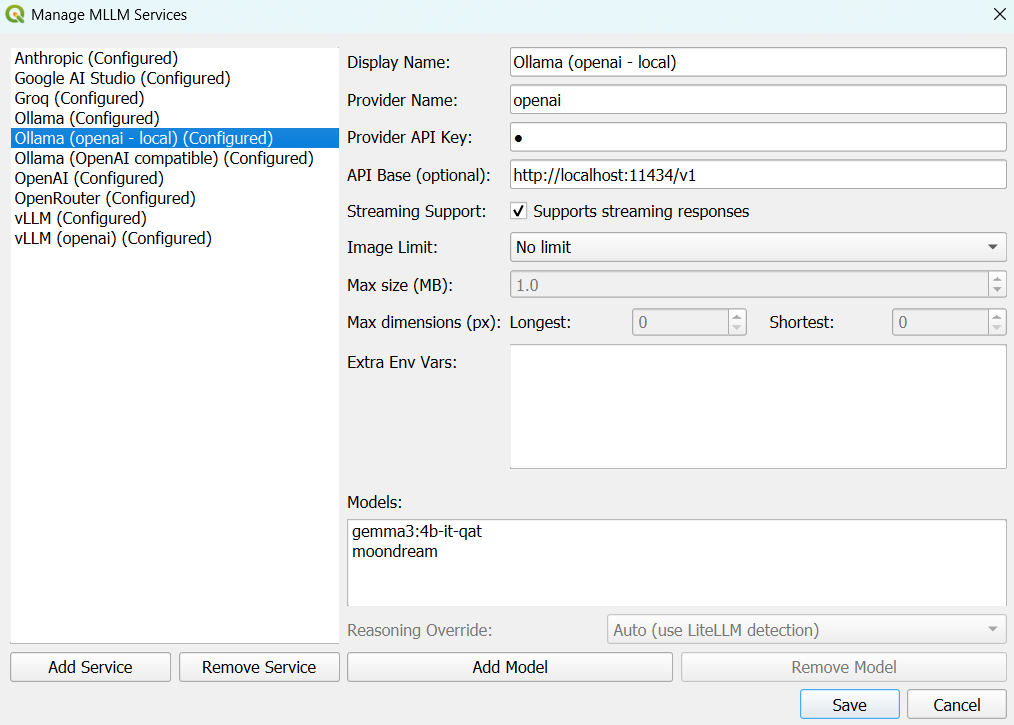 Manage MLLM Services
Anthropic (Configured)
Google AI Studio (Configured)
Groq (Configured)
Ollama (Configured)
Ollama (openai - local) (Configured)
Ollama (OpenAI compatible) (Configured)
OpenAI (Configured)
OpenRouter (Configured)
vLLM (Configured)
vLLM (openai) (Configured)
Add Service
Remove Service
Display Name: Ollama (openai - local)
Provider Name: openai
Provider API Key: ●
API Base (optional): http://localhost:11434/v1
Streaming Support: Supports streaming responses
Image Limit: No limit
Max size (MB): 1.0
Max dimensions (px): Longest: 0 Shortest: 0
Extra Env Vars:
Models:
gemma3:4b-it-qat
moondream
Reasoning Override: Auto (use LiteLLM detection)
Add Model
Remove Model
Save
Cancel